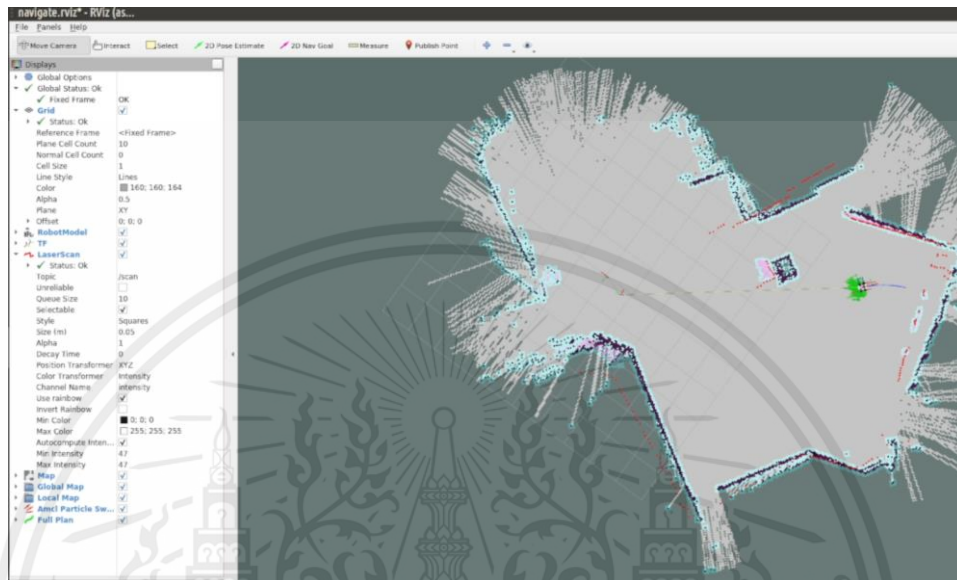 navigate.rviz* - RViz (as...
File Panels Help
Move Camera Interact Select 2D Pose Estimate 2D Nav Goal Measure Publish Point
Displays
Global Options
Global Status: Ok
Fixed Frame OK
Grid
Status: Ok
Reference Frame <Fixed Frame>
Plane Cell Count 10
Normal Cell Count 0
Cell Size 1
Line Style Lines
Color 160; 160; 164
Alpha 0.5
Plane XY
Offset 0; 0; 0
RobotModel
TF
LaserScan
Status: Ok
Topic /scan
Unreliable
Queue Size 10
Selectable
Style Squares
Size (m) 0.05
Alpha 1
Decay Time 0
Position Transformer XYZ
Color Transformer Intensity
Channel Name intensity
Use rainbow
Invert Rainbow
Min Color 0; 0; 0
Max Color 255; 255; 255
Autocompute Inten...
Min Intensity 47
Max Intensity 47
Map
Global Map
Local Map
Amcl Particle Sw...
Full Plan